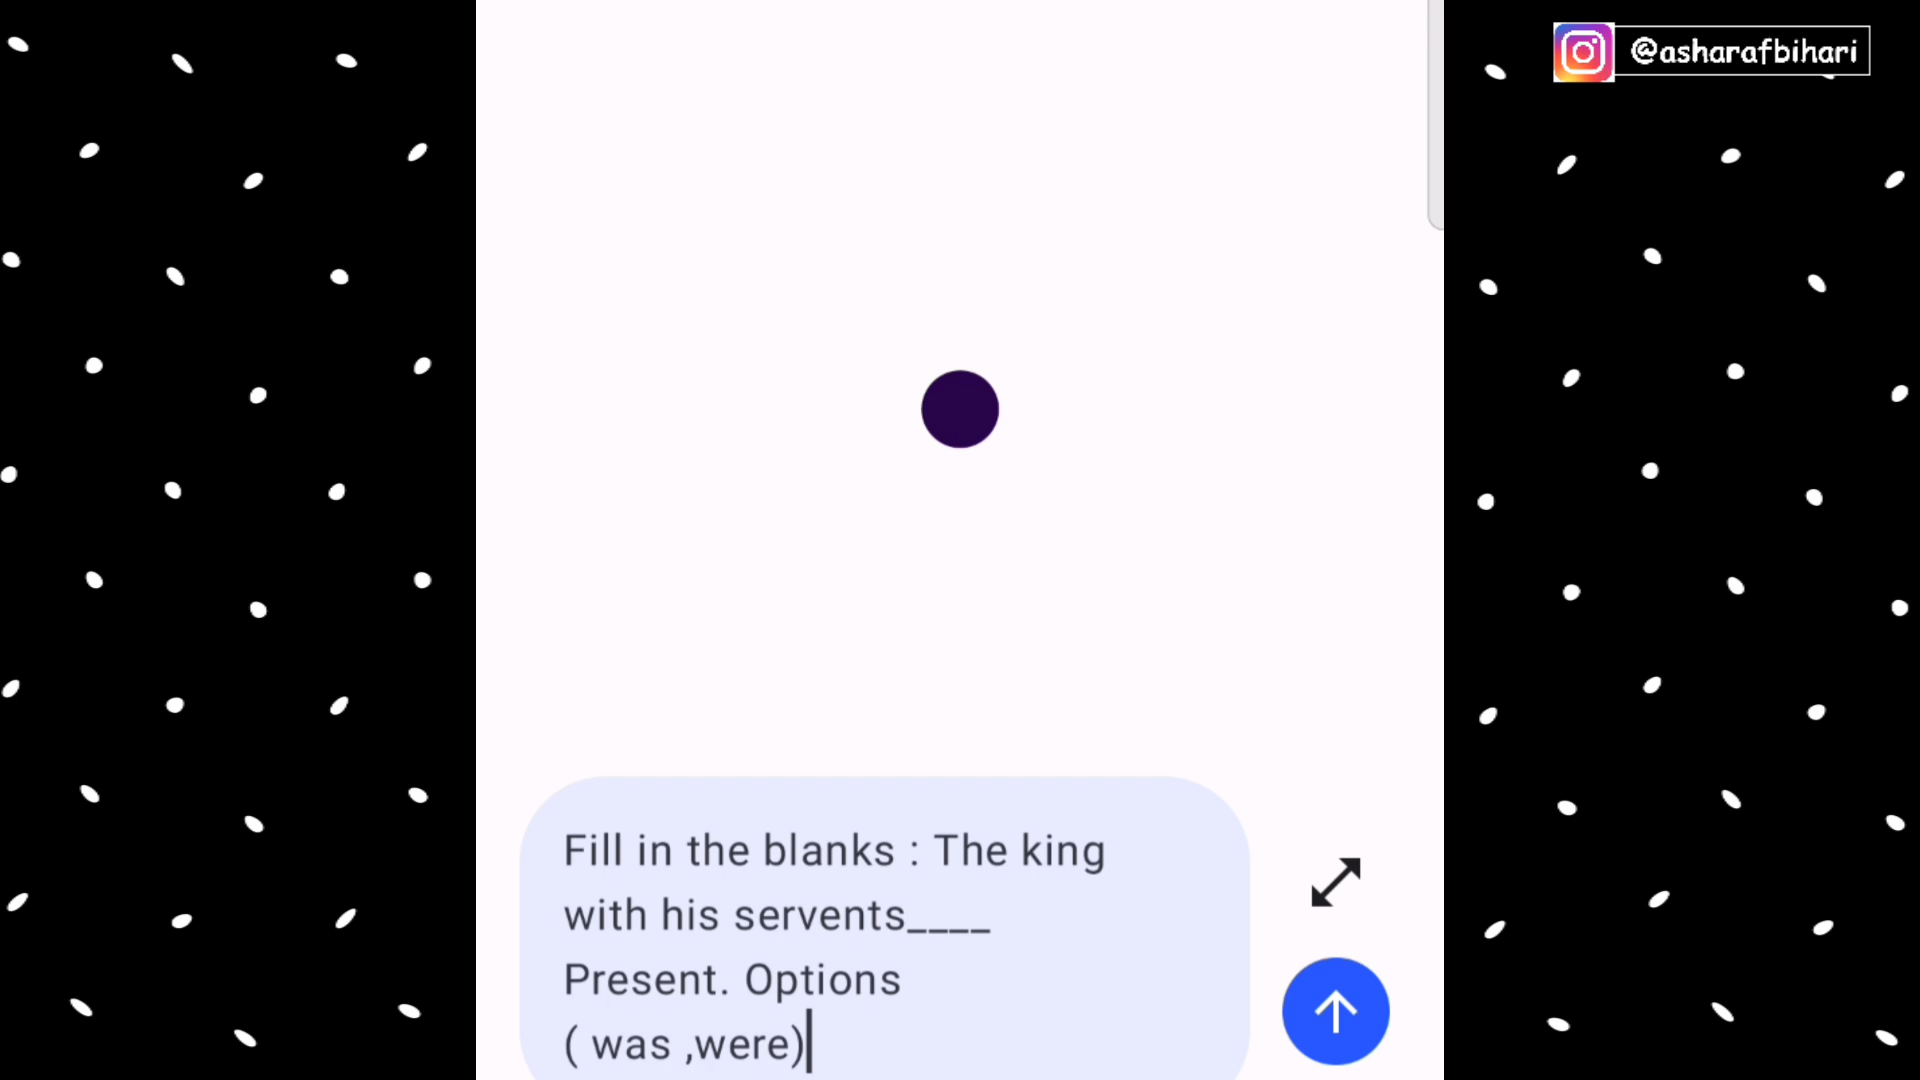 @asharafbihari
Fill in the blanks : The king
with his servents____
Present. Options
( was ,were)